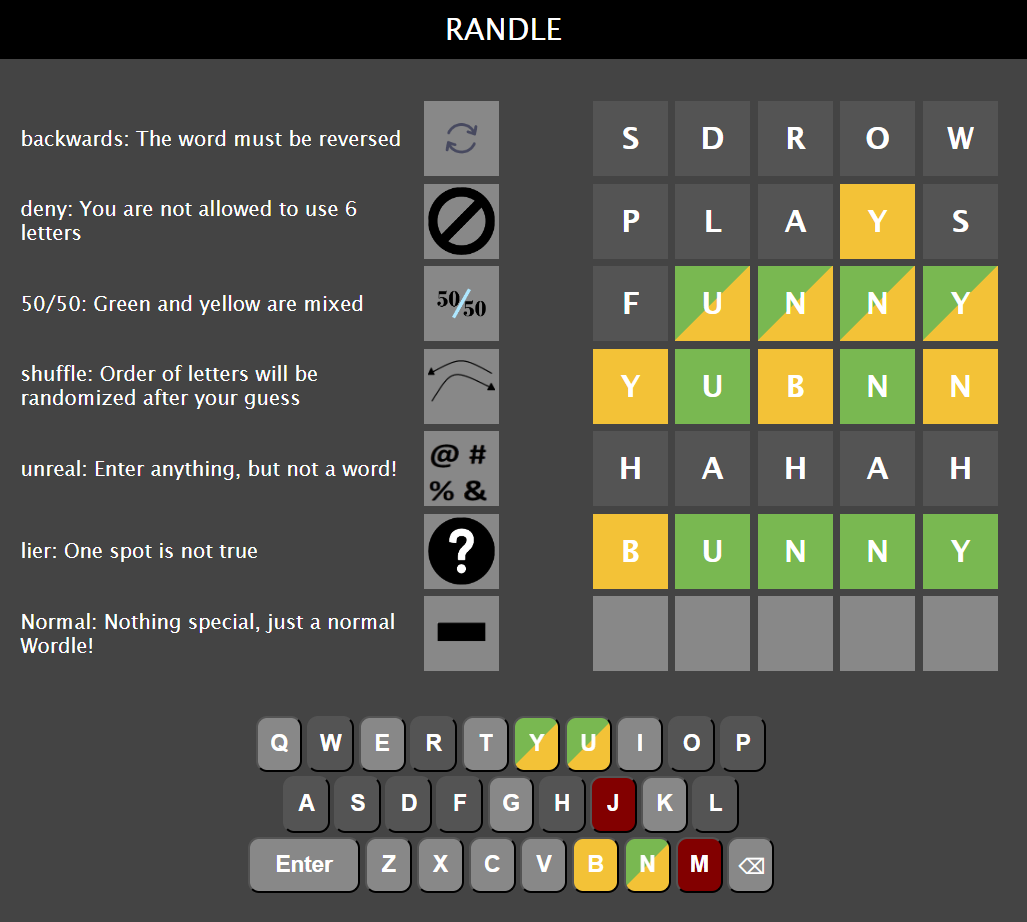 RANDLE
backwards: The word must be reversed
S D R O W
deny: You are not allowed to use 6
letters
P L A Y S
50/50: Green and yellow are mixed
50/50
F U N N Y
shuffle: Order of letters will be
randomized after your guess
Y U B N N
unreal: Enter anything, but not a word!
@ #
% &
H A H A H
lier: One spot is not true
?
B U N N Y
Normal: Nothing special, just a normal
Wordle!
Q W E R T Y U I O P
A S D F G H J K L
Enter Z X C V B N M ⌫